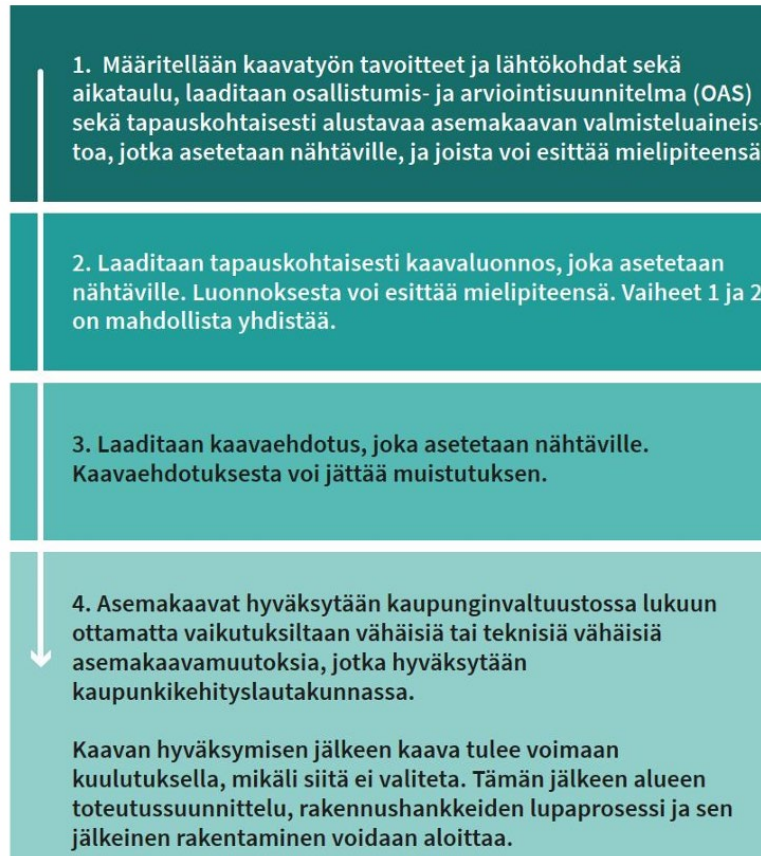 1. Määritellään kaavatyön tavoitteet ja lähtökohdat sekä
aikataulu, laaditaan osallistumis- ja arviointisuunnitelma (OAS)
sekä tapauskohtaisesti alustavaa asemakaavan valmisteluaineis-
toa, jotka asetetaan nähtäville, ja joista voi esittää mielipiteensä
2. Laaditaan tapauskohtaisesti kaavaluonnos, joka asetetaan
nähtäville. Luonnoksesta voi esittää mielipiteensä. Vaiheet 1 ja 2
on mahdollista yhdistää.
3. Laaditaan kaavaehdotus, joka asetetaan nähtäville.
Kaavaehdotuksesta voi jättää muistutuksen.
4. Asemakaavat hyväksytään kaupunginvaltuustossa lukuun
ottamatta vaikutuksiltaan vähäisiä tai teknisiä vähäisiä
asemakaavamuutoksia, jotka hyväksytään
kaupunkikehityslautakunnassa.
Kaavan hyväksymisen jälkeen kaava tulee voimaan
kuulutuksella, mikäli siitä ei valiteta. Tämän jälkeen alueen
toteutussuunnittelu, rakennushankkeiden lupaprosessi ja sen
jälkeinen rakentaminen voidaan aloittaa.